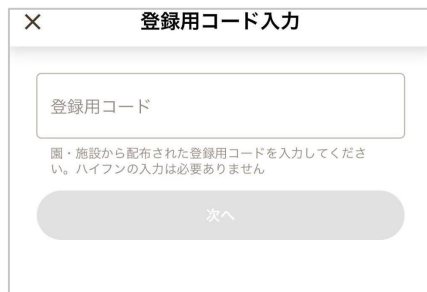 × 登録用コード入力
登録用コード
園・施設から配布された登録用コードを入力してくださ
い。ハイフンの入力は必要ありません
次へ